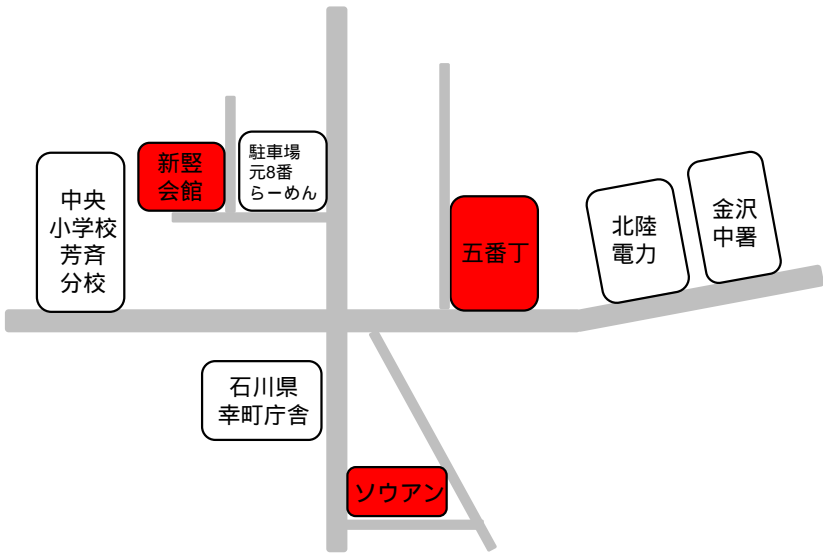 中央
小学校
芳斉
分校
新竪
会館
駐車場
元8番
らーめん
五番丁
北陸
電力
金沢
中署
石川県
幸町庁舎
ソウアン